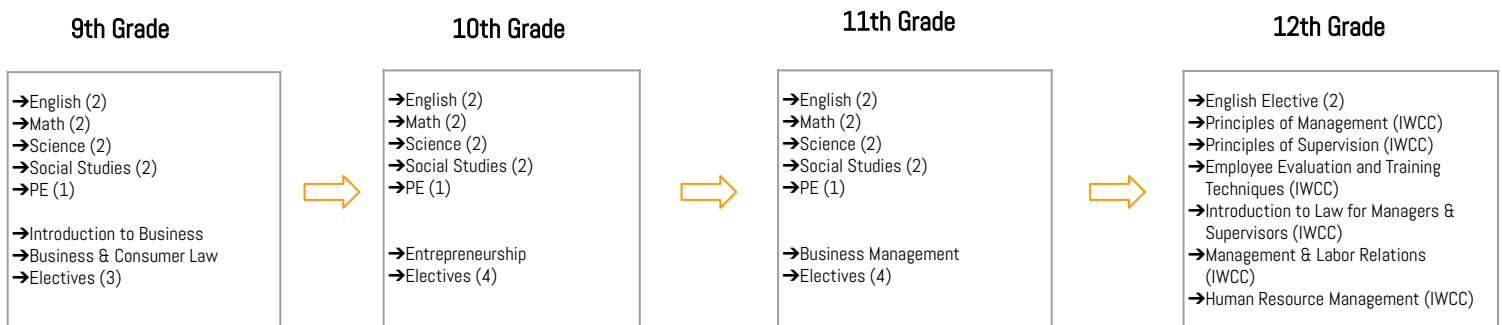 9th Grade
➔English (2)
➔Math (2)
➔Science (2)
➔Social Studies (2)
➔PE (1)
➔Introduction to Business
➔Business & Consumer Law
➔Electives (3)
10th Grade
➔English (2)
➔Math (2)
➔Science (2)
➔Social Studies (2)
➔PE (1)
➔Entrepreneurship
➔Electives (4)
11th Grade
➔English (2)
➔Math (2)
➔Science (2)
➔Social Studies (2)
➔PE (1)
➔Business Management
➔Electives (4)
12th Grade
➔English Elective (2)
➔Principles of Management (IWCC)
➔Principles of Supervision (IWCC)
➔Employee Evaluation and Training
Techniques (IWCC)
➔Introduction to Law for Managers &
Supervisors (IWCC)
➔Management & Labor Relations
(IWCC)
➔Human Resource Management (IWCC)